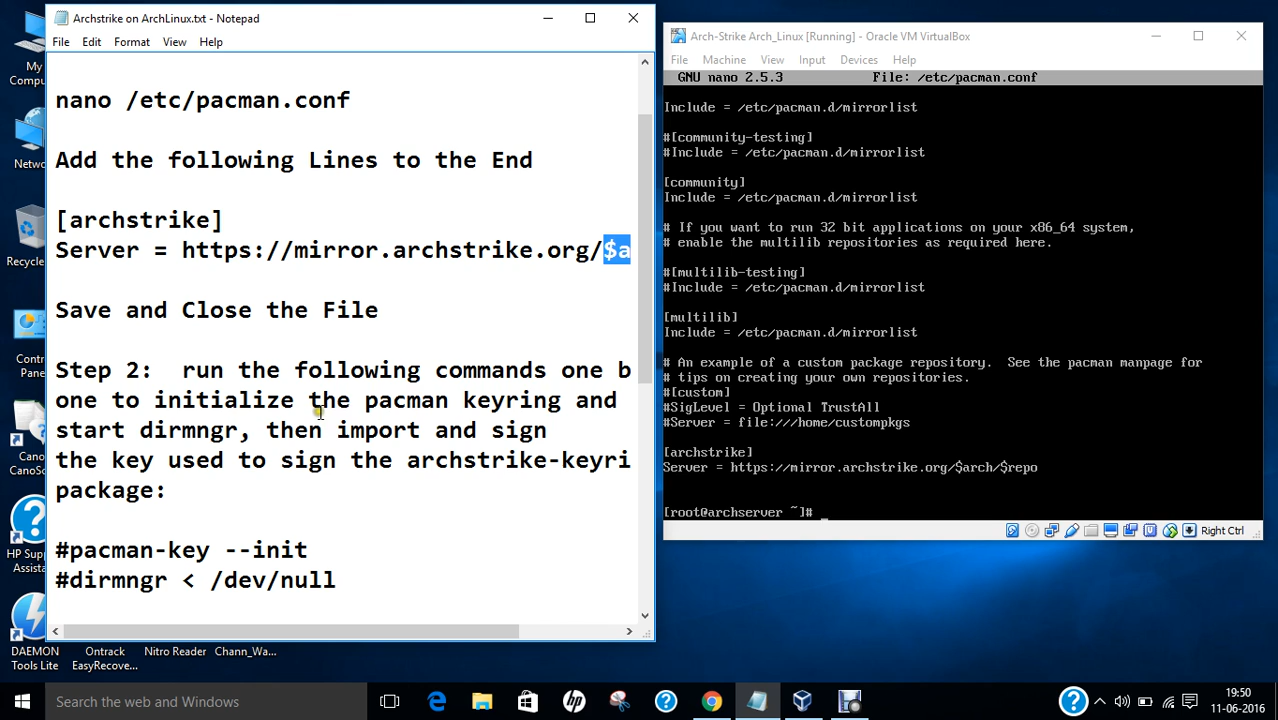 Archstrike on ArchLinux.txt - Notepad
File Edit Format View Help
nano /etc/pacman.conf
Add the following Lines to the End
[archstrike]
Server = https://mirror.archstrike.org/$a
Save and Close the File
Step 2:  run the following commands one b
one to initialize the pacman keyring and
start dirmngr, then import and sign
the key used to sign the archstrike-keyri
package:
#pacman-key --init
#dirmngr < /dev/null
Arch-Strike Arch_Linux [Running] - Oracle VM VirtualBox
File Machine View Input Devices Help
GNU nano 2.5.3 File: /etc/pacman.conf
Include = /etc/pacman.d/mirrorlist
#[community-testing]
#Include = /etc/pacman.d/mirrorlist
[community]
Include = /etc/pacman.d/mirrorlist
# If you want to run 32 bit applications on your x86_64 system,
# enable the multilib repositories as required here.
#[multilib-testing]
#Include = /etc/pacman.d/mirrorlist
[multilib]
Include = /etc/pacman.d/mirrorlist
# An example of a custom package repository.  See the pacman manpage for
# tips on creating your own repositories.
#[custom]
#SigLevel = Optional TrustAll
#Server = file:///home/custompkgs
[archstrike]
Server = https://mirror.archstrike.org/$arch/$repo
[root@archserver ~]# _
Right Ctrl
My
Compu
Netwo
Recycle
Contr
Panel
Cano
CanoS
HP Supp
Assista
DAEMON
Tools Lite
Ontrack
EasyRecove...
Nitro Reader
Chann_Wa...
Search the web and Windows
19:50
11-06-2016